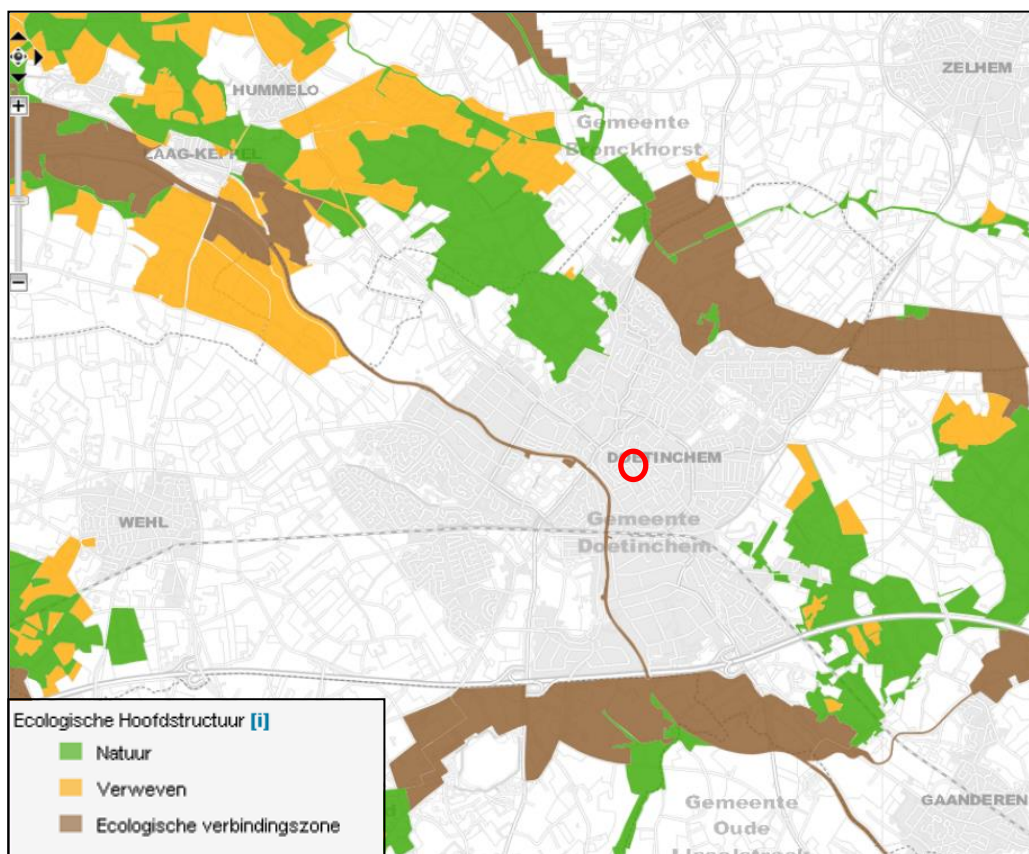 ZELHEM
HUMMELO
Gemeente
Bronckhorst
LAAG-KEPPEL
DOETINCHEM
WEHL
Gemeente
Doetinchem
Ecologische Hoofdstructuur [i]
Natuur
Verweven
Ecologische verbindingszone
GAANDEREN
Gemeente
Oude